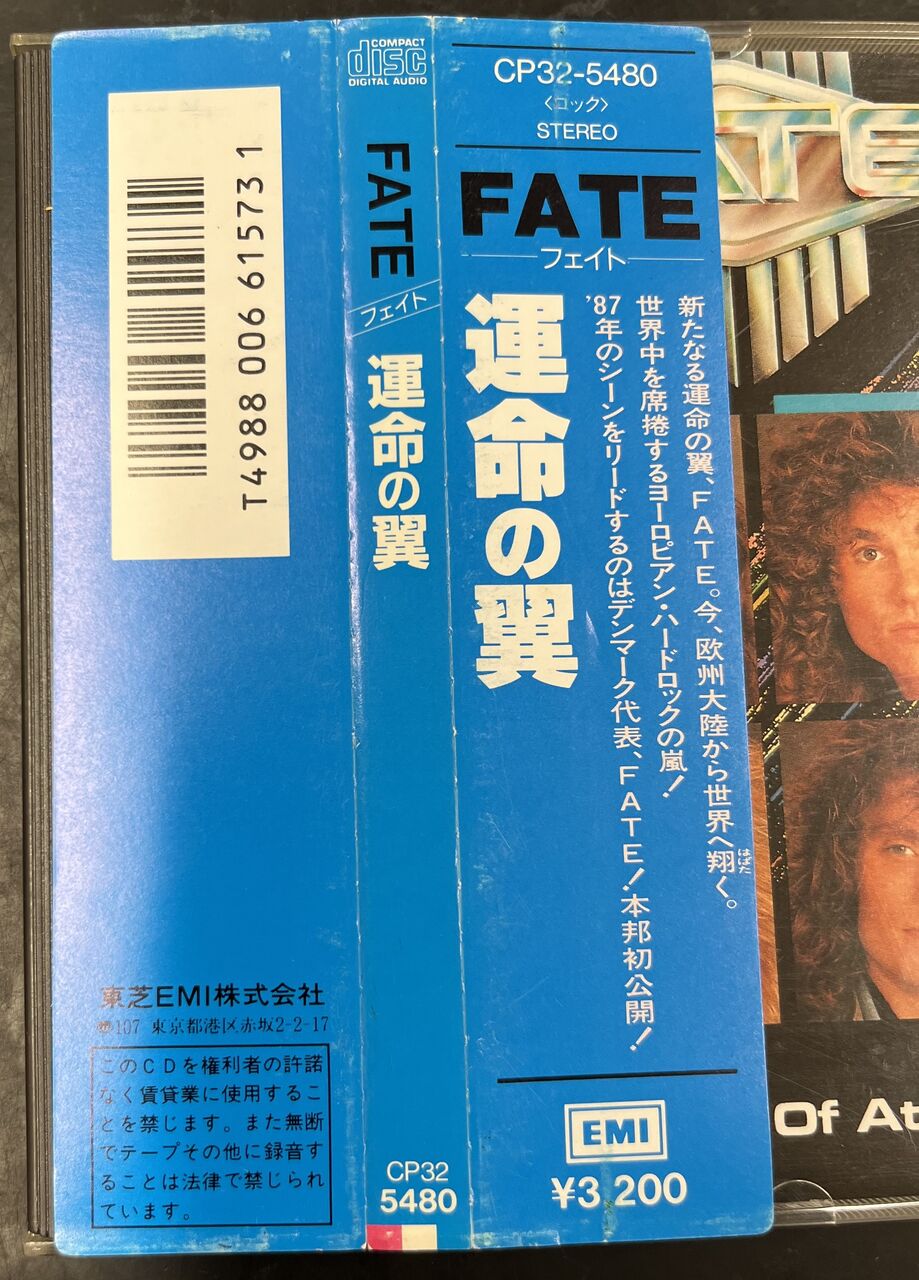 T4988 006 61573 1
東芝EMI株式会社
〒107 東京都港区赤坂2-2-17
このCDを権利者の許諾
なく賃貸業に使用するこ
とを禁じます。また無断
でテープその他に録音す
ることは法律で禁じられ
ています。
COMPACT
disc
DIGITAL AUDIO
FATE
フェイト
運命の翼
CP32
5480
CP32-5480
〈ロック〉
STEREO
FATE
フェイト
運命の翼
新たなる運命の翼、FATE。今、欧州大陸から世界へ翔く。
はばた
世界中を席捲するヨーロピアン・ハードロックの嵐！
'87年のシーンをリードするのはデンマーク代表、FATE！本邦初公開！
EMI
¥3,200
Of